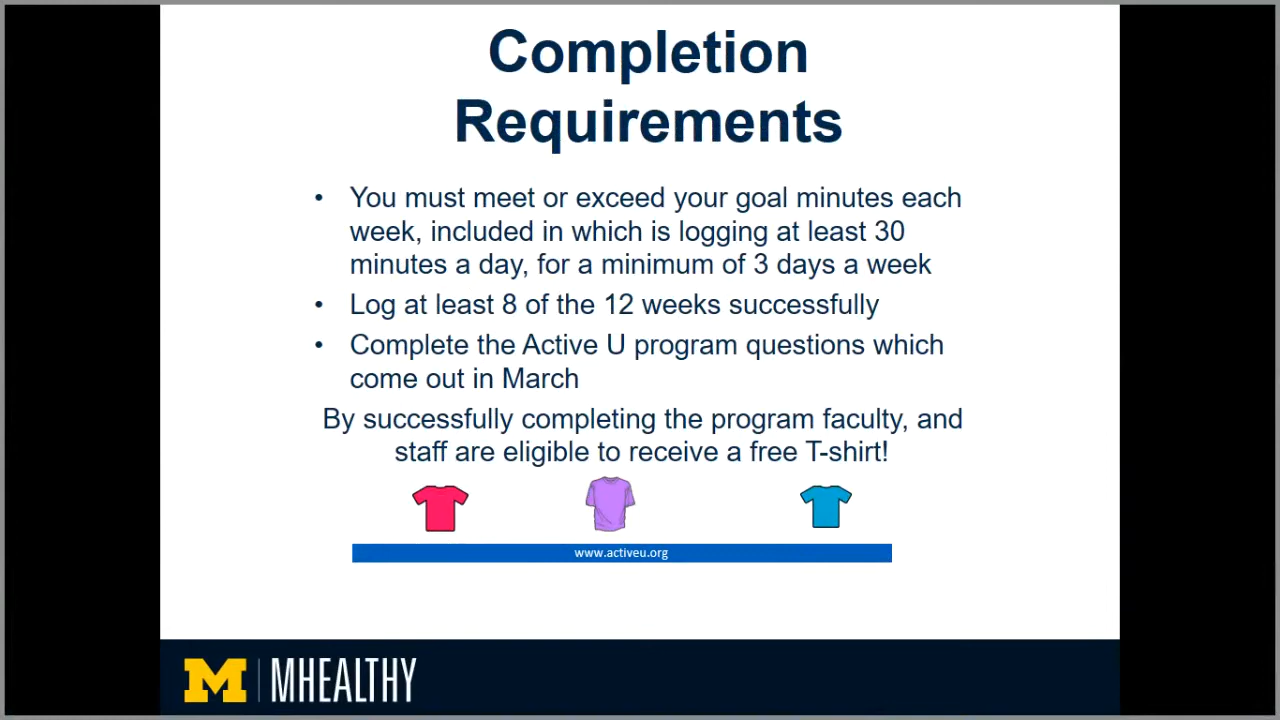 Completion
Requirements
• You must meet or exceed your goal minutes each
week, included in which is logging at least 30
minutes a day, for a minimum of 3 days a week
• Log at least 8 of the 12 weeks successfully
• Complete the Active U program questions which
come out in March
By successfully completing the program faculty, and
staff are eligible to receive a free T-shirt!
www.activeu.org
M | MHEALTHY